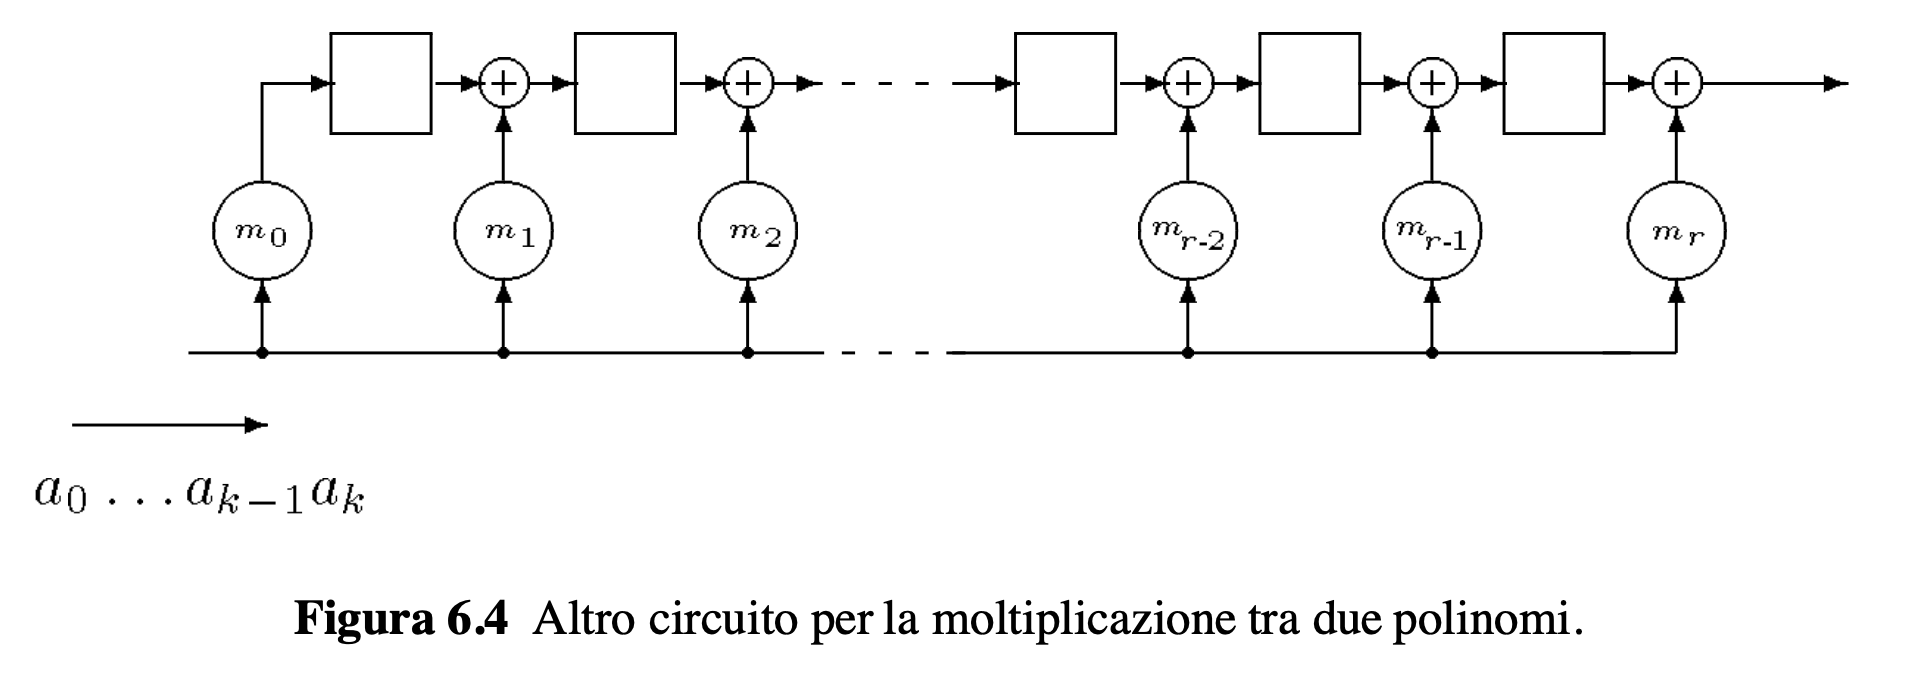 + + + + +
m₀ m₁ m₂ mᵣ₋₂ mᵣ₋₁ mᵣ
a₀ . . . aₖ₋₁aₖ
Figura 6.4 Altro circuito per la moltiplicazione tra due polinomi.